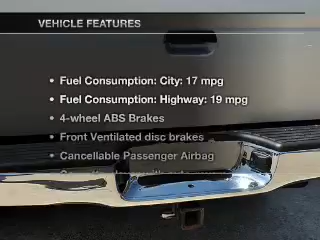 VEHICLE FEATURES
• Fuel Consumption: City: 17 mpg
• Fuel Consumption: Highway: 19 mpg
• 4-wheel ABS Brakes
• Front Ventilated disc brakes
• Cancellable Passenger Airbag